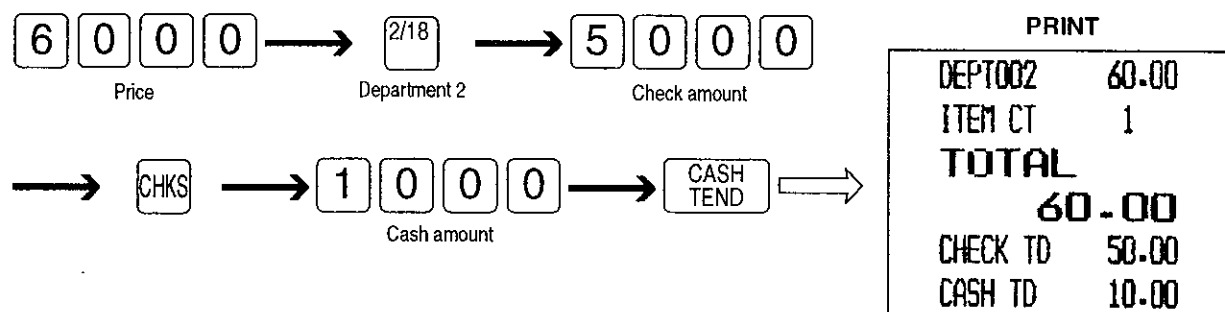 6 0 0 0 2/18 5 0 0 0
Price Department 2 Check amount
CHKS 1 0 0 0 CASH TEND
Cash amount
PRINT
DEPT002 60.00
ITEM CT 1
TOTAL
60.00
CHECK TD 50.00
CASH TD 10.00